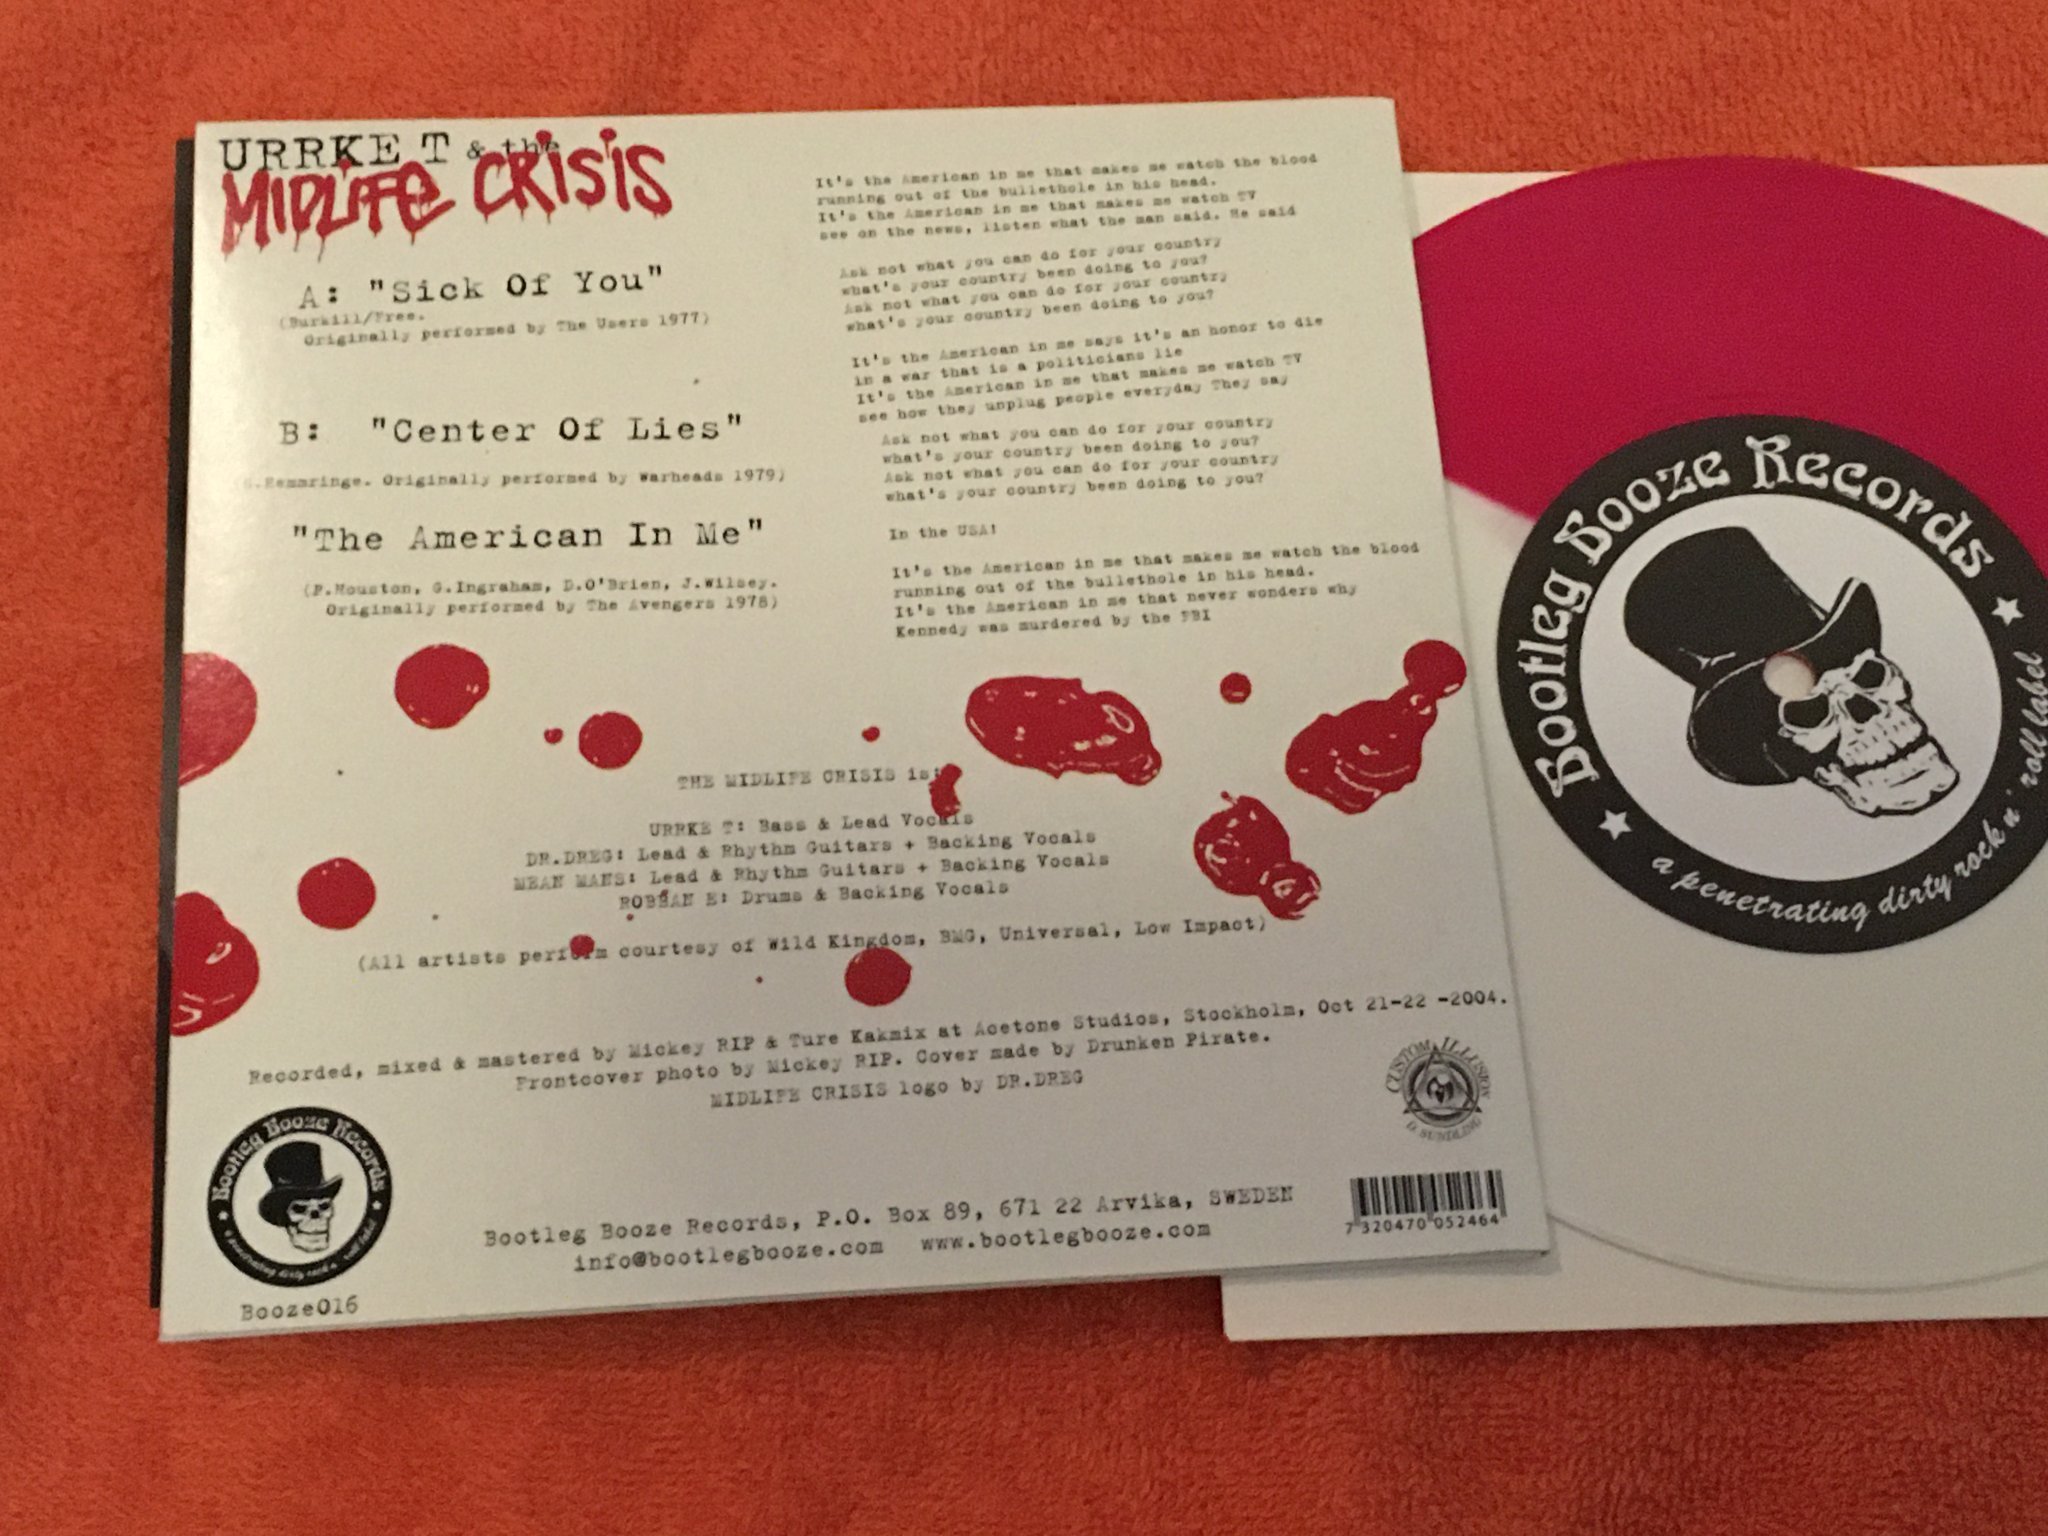 URRKE T & the
MIDLIFE CRISIS
A: "Sick Of You"
(Burkill/Free.
Originally performed by The Users 1977)
B: "Center Of Lies"
Hemmringe. Originally performed by Warheads 1979)
"The American In Me"
(P.Houston, G.Ingraham, D.O'Brien, J.Wilsey.
Originally performed by The Avengers 1978)
It's the American in me that makes me watch the blood
running out of the bullethole in his head.
It's the American in me that makes me watch TV
see on the news, listen what the man said. He said
Ask not what you can do for your country
what's your country been doing to you?
Ask not what you can do for your country
what's your country been doing to you?
It's the American in me says it's an honor to die
in a war that is a politicians lie
It's the American in me that makes me watch TV
see how they unplug people everyday They say
Ask not what you can do for your country
what's your country been doing to you?
Ask not what you can do for your country
what's your country been doing to you?
In the USA!
It's the American in me that makes me watch the blood
running out of the bullethole in his head.
It's the American in me that never wonders why
Kennedy was murdered by the FBI
THE MIDLIFE CRISIS is:
URRKE T: Bass & Lead Vocals
DR.DREG: Lead & Rhythm Guitars + Backing Vocals
MEAN MANS: Lead & Rhythm Guitars + Backing Vocals
ROBBAN E: Drums & Backing Vocals
(All artists perform courtesy of Wild Kingdom, BMG, Universal, Low Impact)
Recorded, mixed & mastered by Mickey RIP & Ture Kakmix at Acetone Studios, Stockholm, Oct 21-22 -2004.
Frontcover photo by Mickey RIP. Cover made by Drunken Pirate.
MIDLIFE CRISIS logo by DR.DREG
CUSTOM ILLUSION
D. SUNDLING
Bootleg Booze Records
a penetrating dirty rock n' roll label
Booze016
Bootleg Booze Records, P.O. Box 89, 671 22 Arvika, SWEDEN
info@bootlegbooze.com www.bootlegbooze.com
7 320470 052464
Bootleg Booze Records
a penetrating dirty rock n' roll label